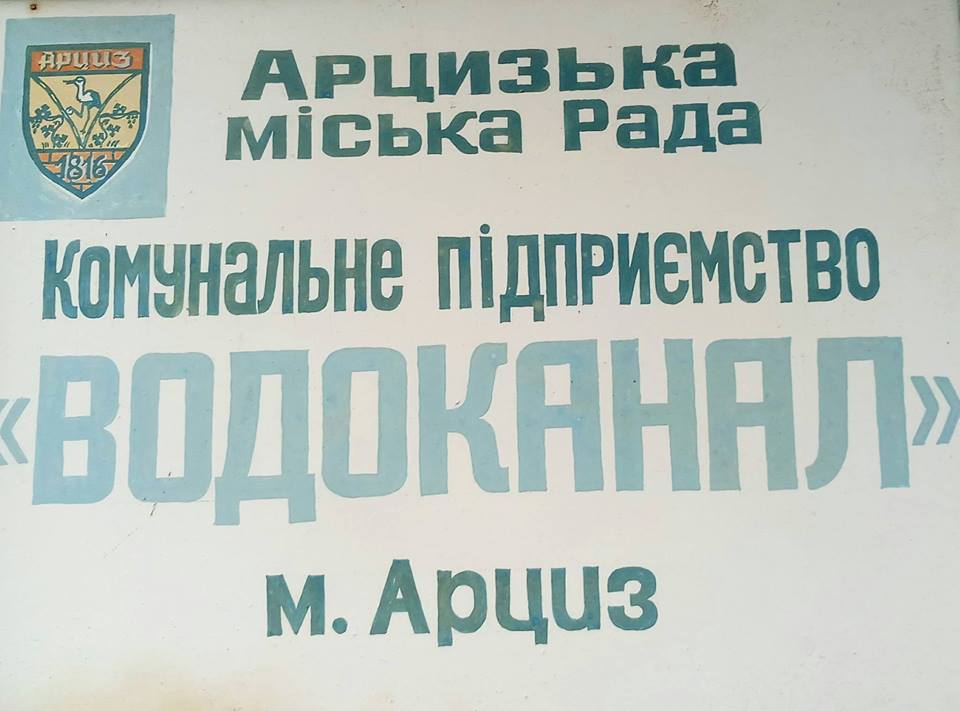 АРЦИЗ
1816
Арцизька
міська Рада
Комунальне підприємство
«ВОДОКАНАЛ»
м. Арциз